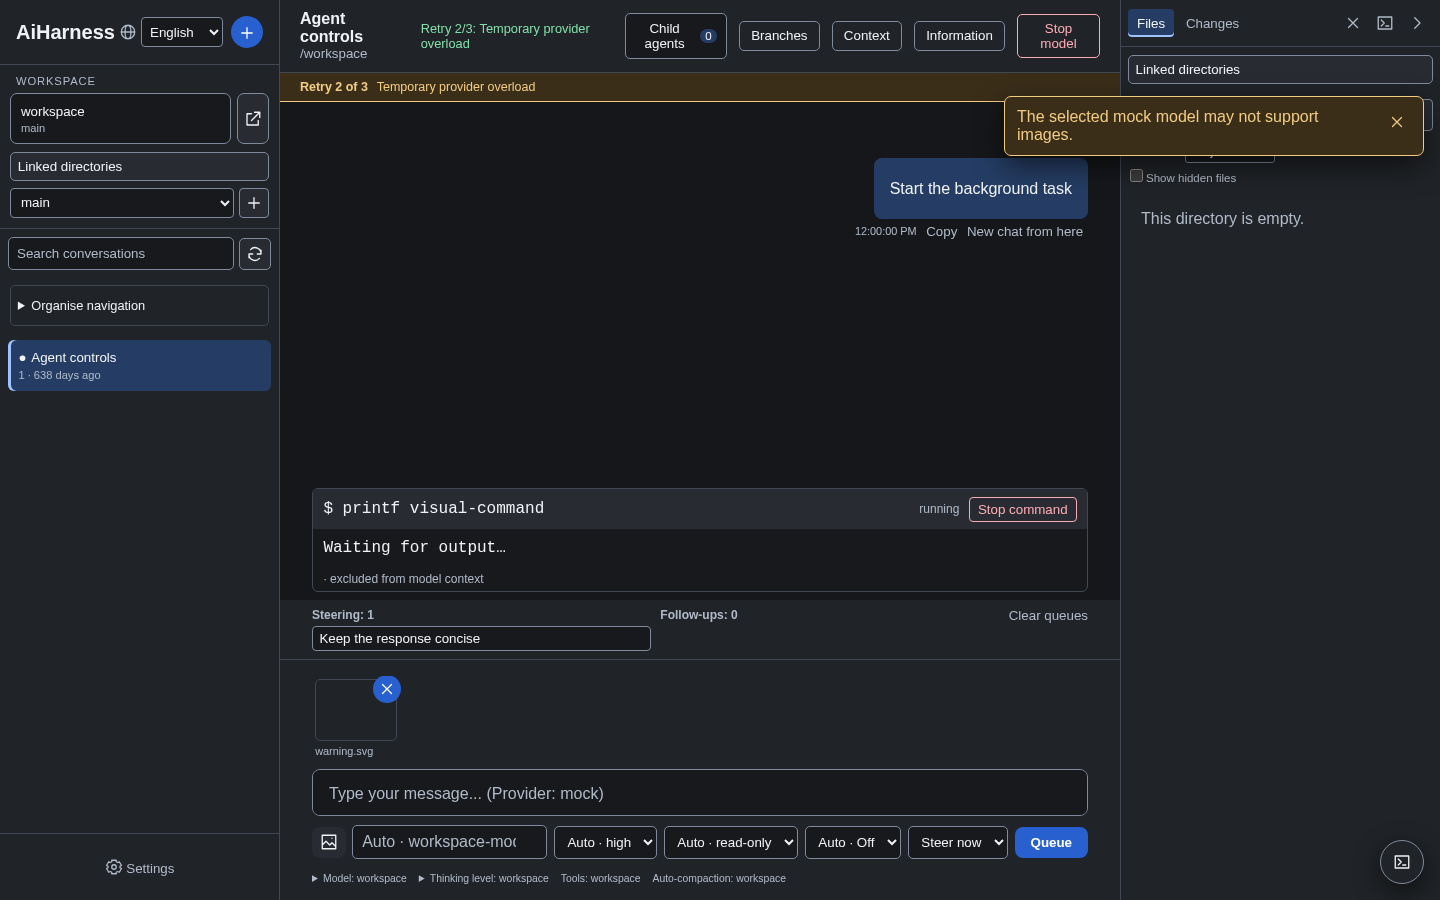 AiHarness
English
WORKSPACE
workspace
main
Linked directories
main
Search conversations
Organise navigation
Agent controls
1 · 638 days ago
Settings
Agent controls
/workspace
Retry 2/3: Temporary provider overload
Child agents 0
Branches
Context
Information
Stop model
Retry 2 of 3 Temporary provider overload
Start the background task
12:00:00 PM Copy New chat from here
$ printf visual-command
running
Stop command
Waiting for output…
· excluded from model context
Steering: 1
Follow-ups: 0
Clear queues
Keep the response concise
warning.svg
Type your message... (Provider: mock)
Auto · workspace-mo
Auto · high
Auto · read-only
Auto · Off
Steer now
Queue
Model: workspace
Thinking level: workspace
Tools: workspace
Auto-compaction: workspace
Files
Changes
Linked directories
The selected mock model may not support
images.
Show hidden files
This directory is empty.